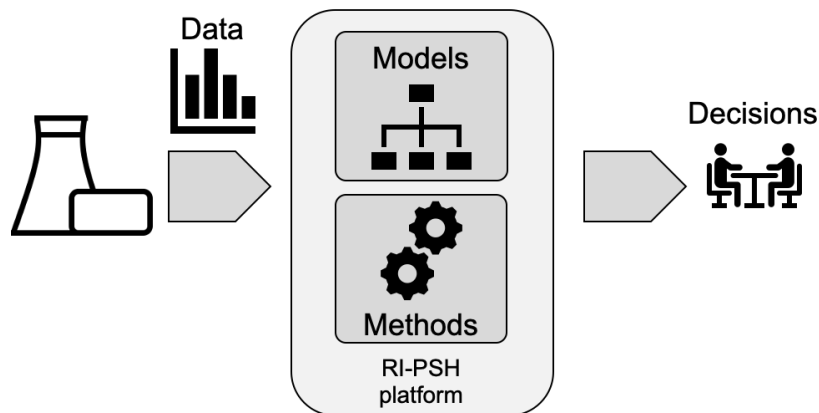 Data
Models
Methods
RI-PSH
platform
Decisions